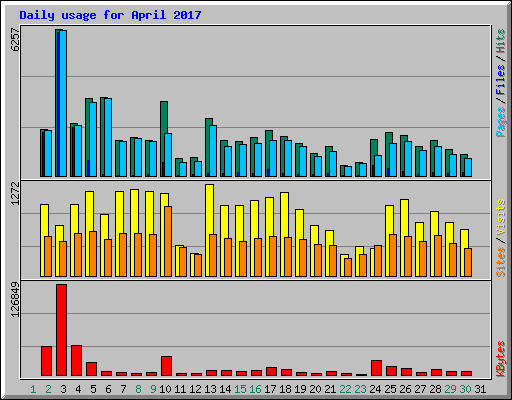 Daily usage for April 2017
6257
Pages / Files / Hits
1272
Sites / Visits
126849
KBytes
1 2 3 4 5 6 7 8 9 10 11 12 13 14 15 16 17 18 19 20 21 22 23 24 25 26 27 28 29 30 31